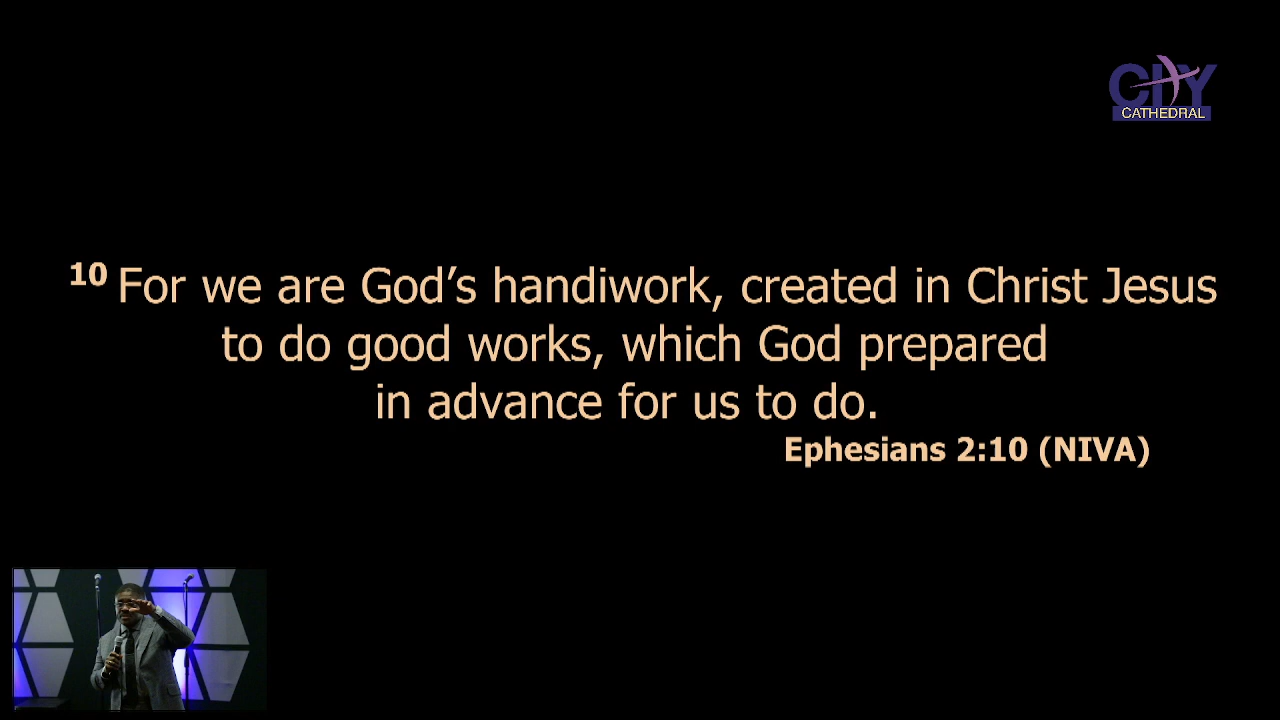 CITY
CATHEDRAL
10 For we are God’s handiwork, created in Christ Jesus
to do good works, which God prepared
in advance for us to do.
Ephesians 2:10 (NIVA)